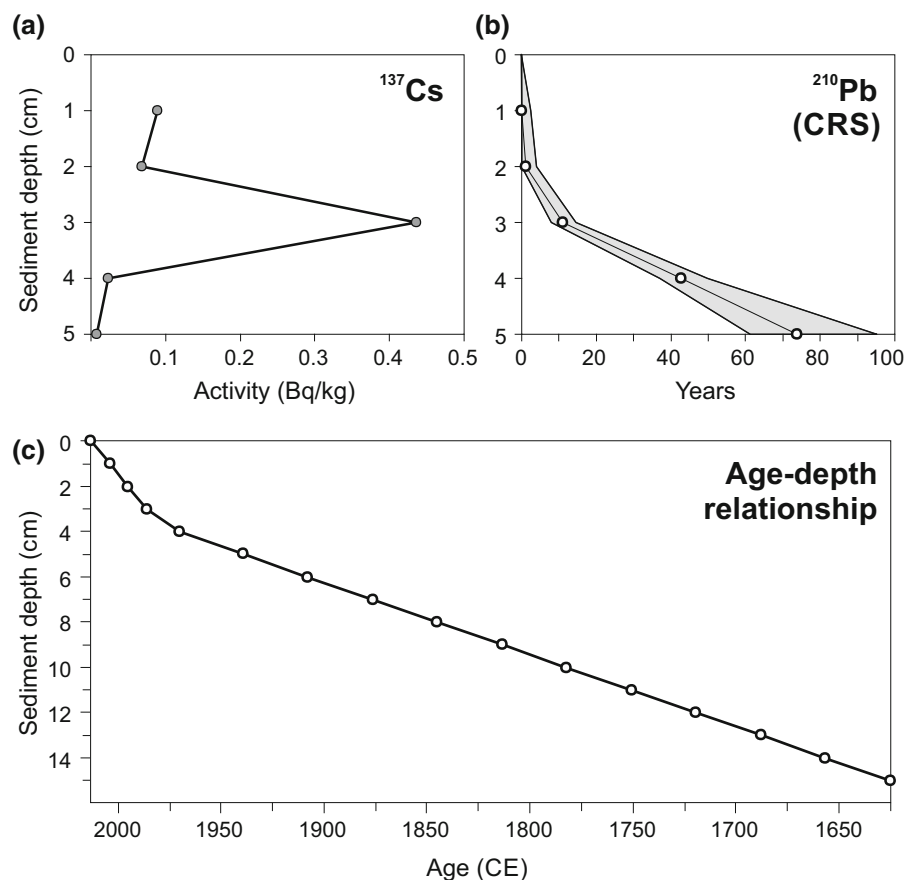 (a)
0
1
2
3
4
5
Sediment depth (cm)
¹³⁷Cs
0.1 0.2 0.3 0.4 0.5
Activity (Bq/kg)
(b)
0
1
2
3
4
5
²¹⁰Pb
(CRS)
0 20 40 60 80 100
Years
(c)
0
2
4
6
8
10
12
14
Sediment depth (cm)
Age-depth
relationship
2000 1950 1900 1850 1800 1750 1700 1650
Age (CE)